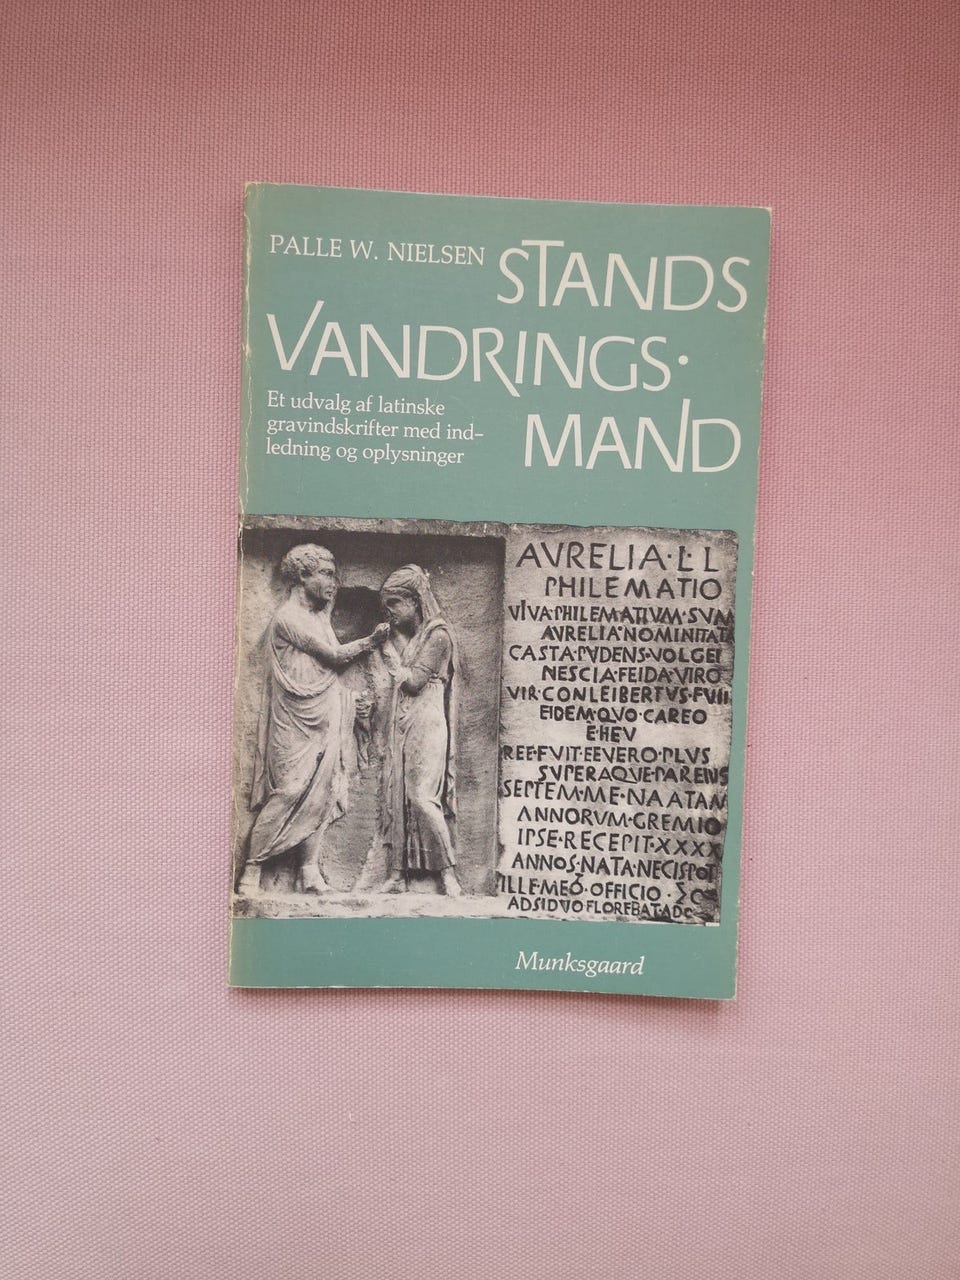 PALLE W. NIELSEN
STANDS
VANDRINGS·
MAND
Et udvalg af latinske
gravindskrifter med ind-
ledning og oplysninger
AVRELIA·L·L
PHILEMATIO
VIVA·PHILEMATIVM·SVM
AVRELIA·NOMINITATA
CASTA·PVDENS·VOLGEI
NESCIA·FEIDA·VIRO
VIR·CONLEIBERTVS·FVIT
EIDEM·QVO·CAREO
EHEV
REE·FVIT·EEVERO·PLVS
SVPERAQVE·PARENS
SEPTEM·ME·NAATAM
ANNORVM·GREMIO
IPSE·RECEPIT·XXXX
ANNOS·NATA·NECIS·POT
ILLE·MEO·OFFICIO
ADSIDVO·FLOREBAT·AD
Munksgaard